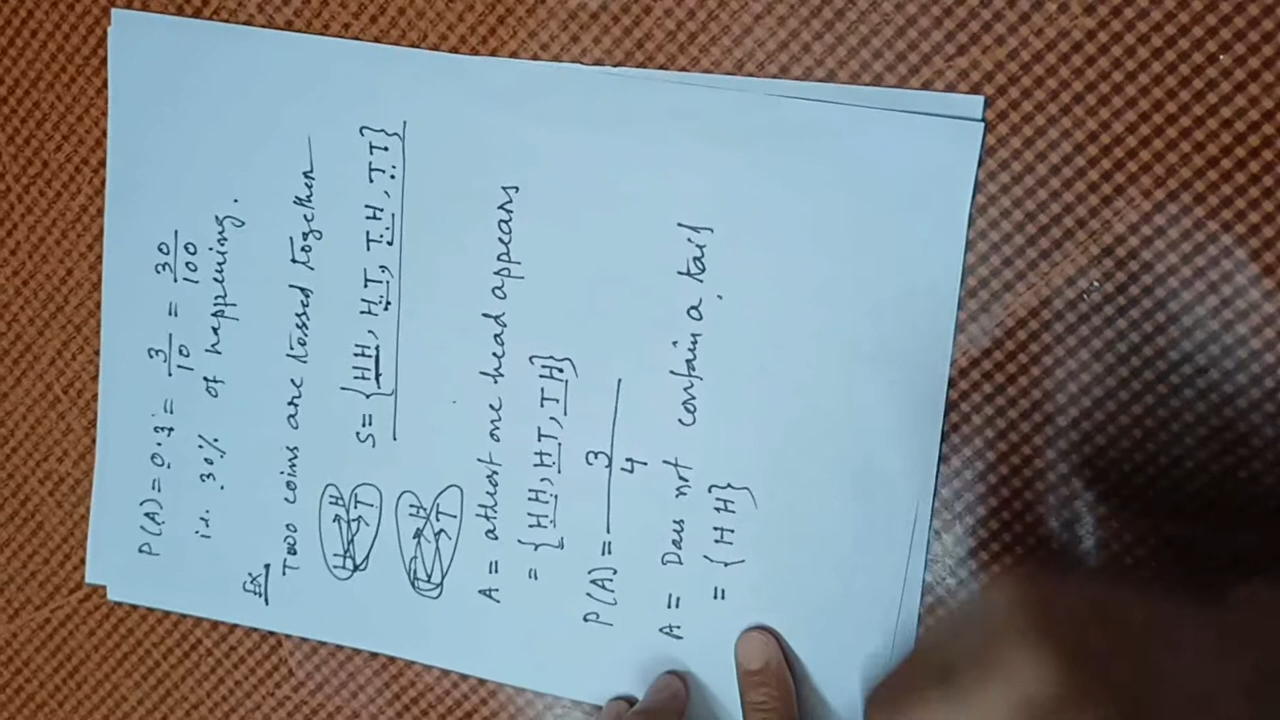 P(A) = 0.3 = 3/10 = 30/100
i.e. 30% of happening.
Ex
Two coins are tossed together
H H T S = {HH, HT, TH, TT}
T H T
A = atleast one head appears
= {HH, HT, TH}
P(A) = 3/4
A = Does not contain a tail
= {HH}